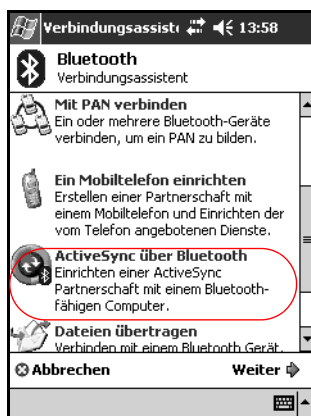 Verbindungsassistı 13:58
Bluetooth
Verbindungsassistent
Mit PAN verbinden
Ein oder mehrere Bluetooth-Geräte
verbinden, um ein PAN zu bilden.
Ein Mobiltelefon einrichten
Erstellen einer Partnerschaft mit
einem Mobiltelefon und Einrichten der
vom Telefon angebotenen Dienste.
ActiveSync über Bluetooth
Einrichten einer ActiveSync
Partnerschaft mit einem Bluetooth-
fähigen Computer.
Dateien übertragen
Verbinden mit einem Bluetooth Gerät.
Abbrechen Weiter